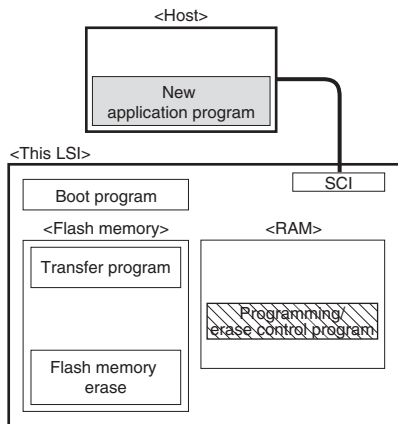 <Host>
New
application program
<This LSI>
SCI
Boot program
<Flash memory>
<RAM>
Transfer program
Programming/
erase control program
Flash memory
erase